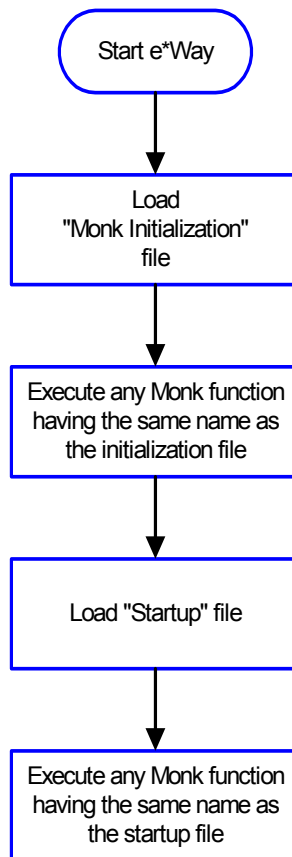 Start e*Way
Load
"Monk Initialization"
file
Execute any Monk function
having the same name as
the initialization file
Load "Startup" file
Execute any Monk function
having the same name as
the startup file